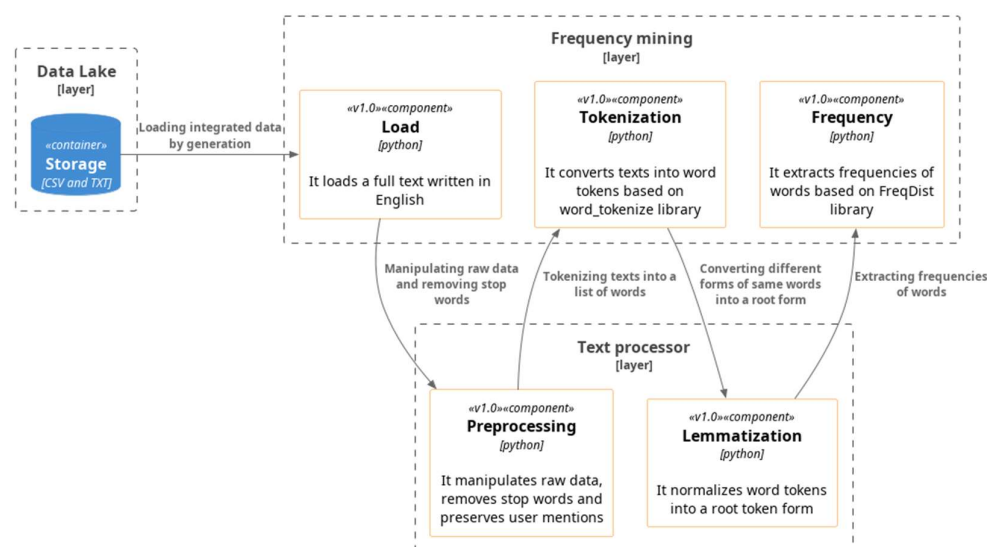 Data Lake
[layer]
«container»
Storage
[CSV and TXT]
Loading integrated data
by generation
Frequency mining
[layer]
«v1.0»«component»
Load
[python]
It loads a full text written in
English
«v1.0»«component»
Tokenization
[python]
It converts texts into word
tokens based on
word_tokenize library
«v1.0»«component»
Frequency
[python]
It extracts frequencies of
words based on FreqDist
library
Manipulating raw data
and removing stop
words
Tokenizing texts into a
list of words
Converting different
forms of same words
into a root form
Extracting frequencies
of words
Text processor
[layer]
«v1.0»«component»
Preprocessing
[python]
It manipulates raw data,
removes stop words and
preserves user mentions
«v1.0»«component»
Lemmatization
[python]
It normalizes word tokens
into a root token form